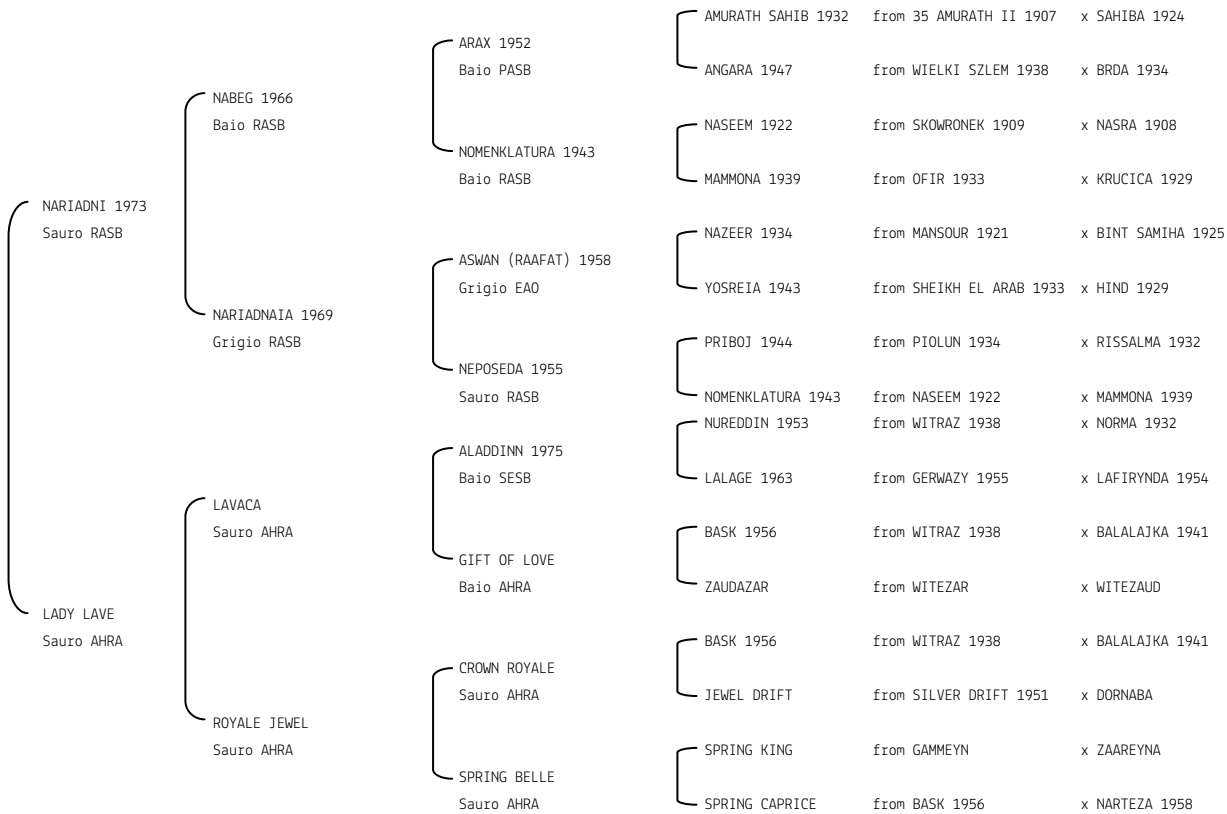 AMURATH SAHIB 1932 from 35 AMURATH II 1907 x SAHIBA 1924
ARAX 1952
Baio PASB
ANGARA 1947 from WIELKI SZLEM 1938 x BRDA 1934
NABEG 1966
Baio RASB
NASEEM 1922 from SKOWRONEK 1909 x NASRA 1908
NOMENKLATURA 1943
Baio RASB
MAMMONA 1939 from OFIR 1933 x KRUCICA 1929
NARIADNI 1973
Sauro RASB
NAZEER 1934 from MANSOUR 1921 x BINT SAMIHA 1925
ASWAN (RAAFAT) 1958
Grigio EAO
YOSREIA 1943 from SHEIKH EL ARAB 1933 x HIND 1929
NARIADNAIA 1969
Grigio RASB
PRIBOJ 1944 from PIOLUN 1934 x RISSALMA 1932
NEPOSEDA 1955
Sauro RASB
NOMENKLATURA 1943 from NASEEM 1922 x MAMMONA 1939
NUREDDIN 1953 from WITRAZ 1938 x NORMA 1932
ALADDINN 1975
Baio SESB
LALAGE 1963 from GERWAZY 1955 x LAFIRYNDA 1954
LAVACA
Sauro AHRA
BASK 1956 from WITRAZ 1938 x BALALAJKA 1941
GIFT OF LOVE
Baio AHRA
ZAUDAZAR from WITEZAR x WITEZAUD
LADY LAVE
Sauro AHRA
BASK 1956 from WITRAZ 1938 x BALALAJKA 1941
CROWN ROYALE
Sauro AHRA
JEWEL DRIFT from SILVER DRIFT 1951 x DORNABA
ROYALE JEWEL
Sauro AHRA
SPRING KING from GAMMEYN x ZAAREYNA
SPRING BELLE
Sauro AHRA
SPRING CAPRICE from BASK 1956 x NARTEZA 1958